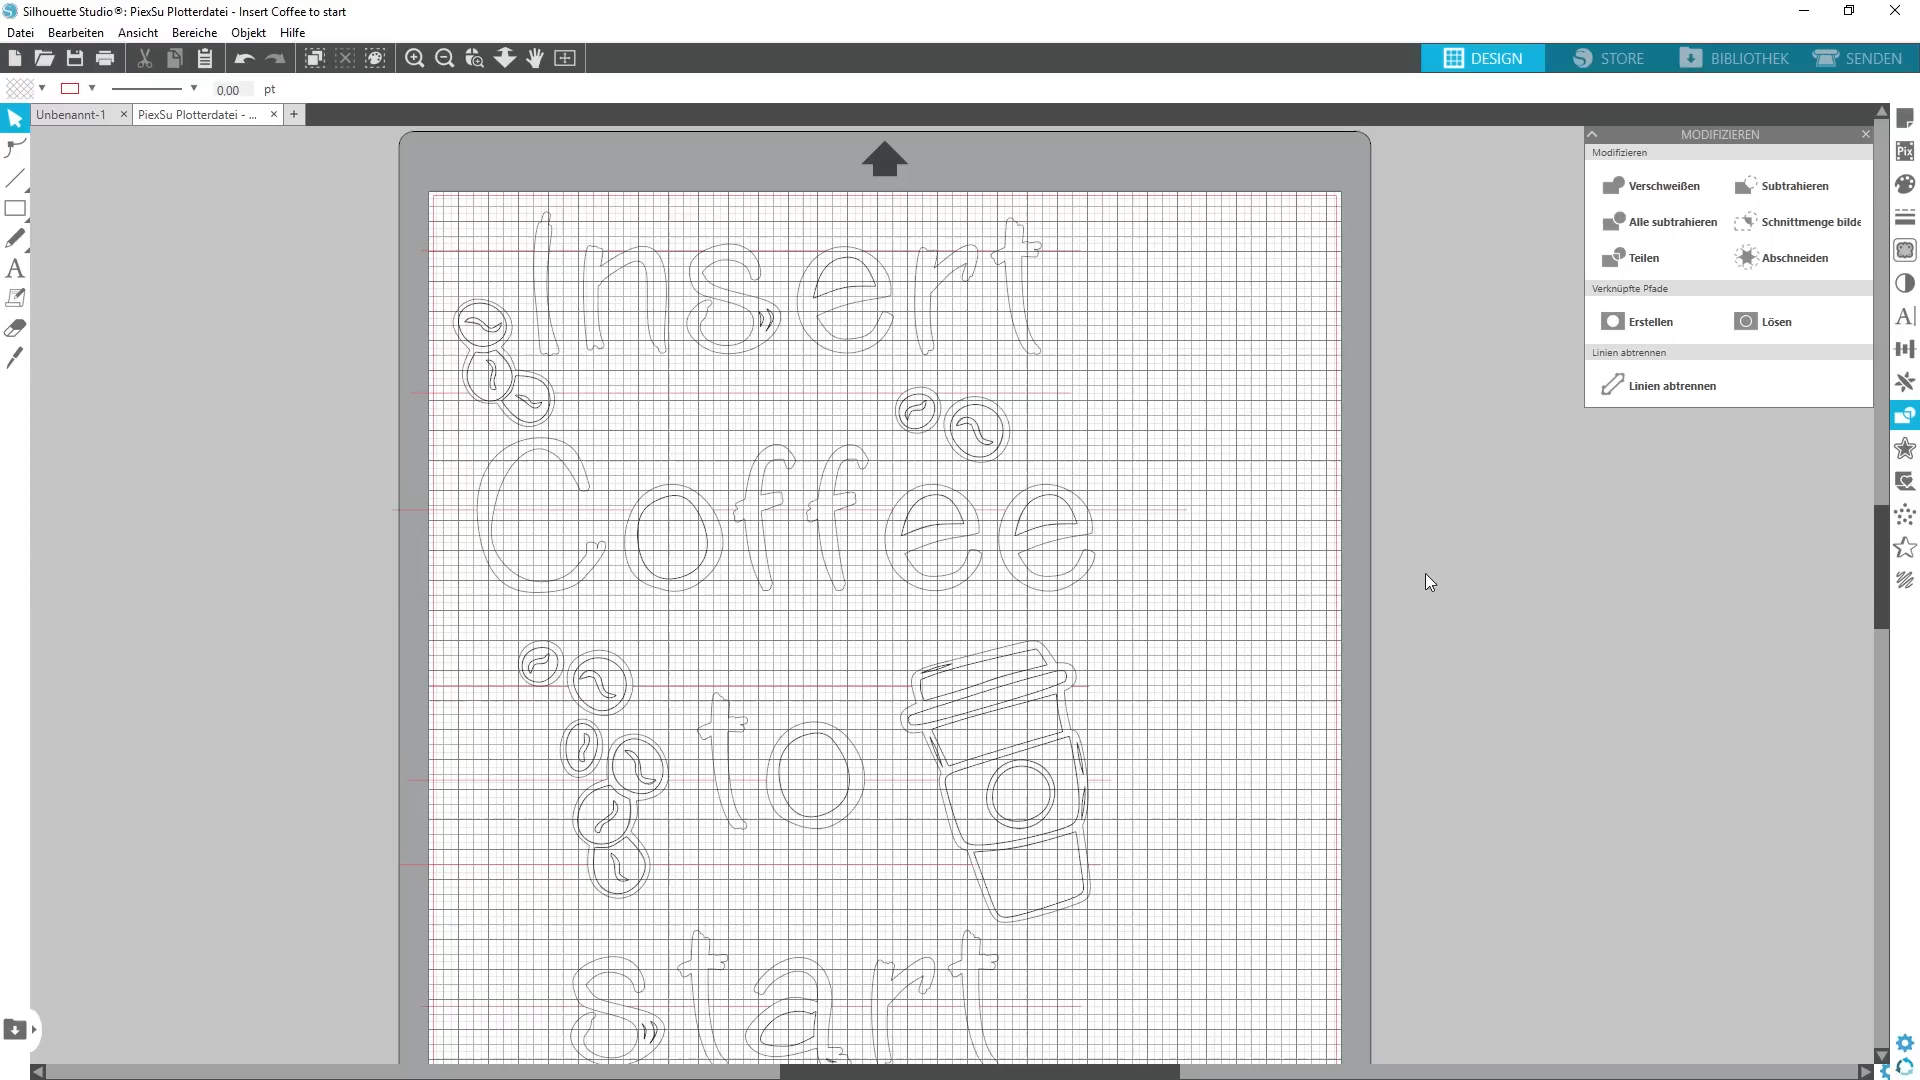 Silhouette Studio®: PiexSu Plotterdatei - Insert Coffee to start
Datei Bearbeiten Ansicht Bereiche Objekt Hilfe
DESIGN STORE BIBLIOTHEK SENDEN
0,00 pt
Unbenannt-1 PiexSu Plotterdatei - ...
MODIFIZIEREN
Modifizieren
Verschweißen Subtrahieren
Alle subtrahieren Schnittmenge bilde
Teilen Abschneiden
Verknüpfte Pfade
Erstellen Lösen
Linien abtrennen
Linien abtrennen
Pix
Insert
Coffee
to
start